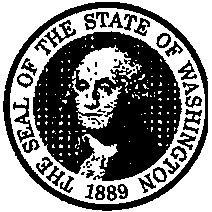 THE SEAL OF THE STATE OF WASHINGTON
1889